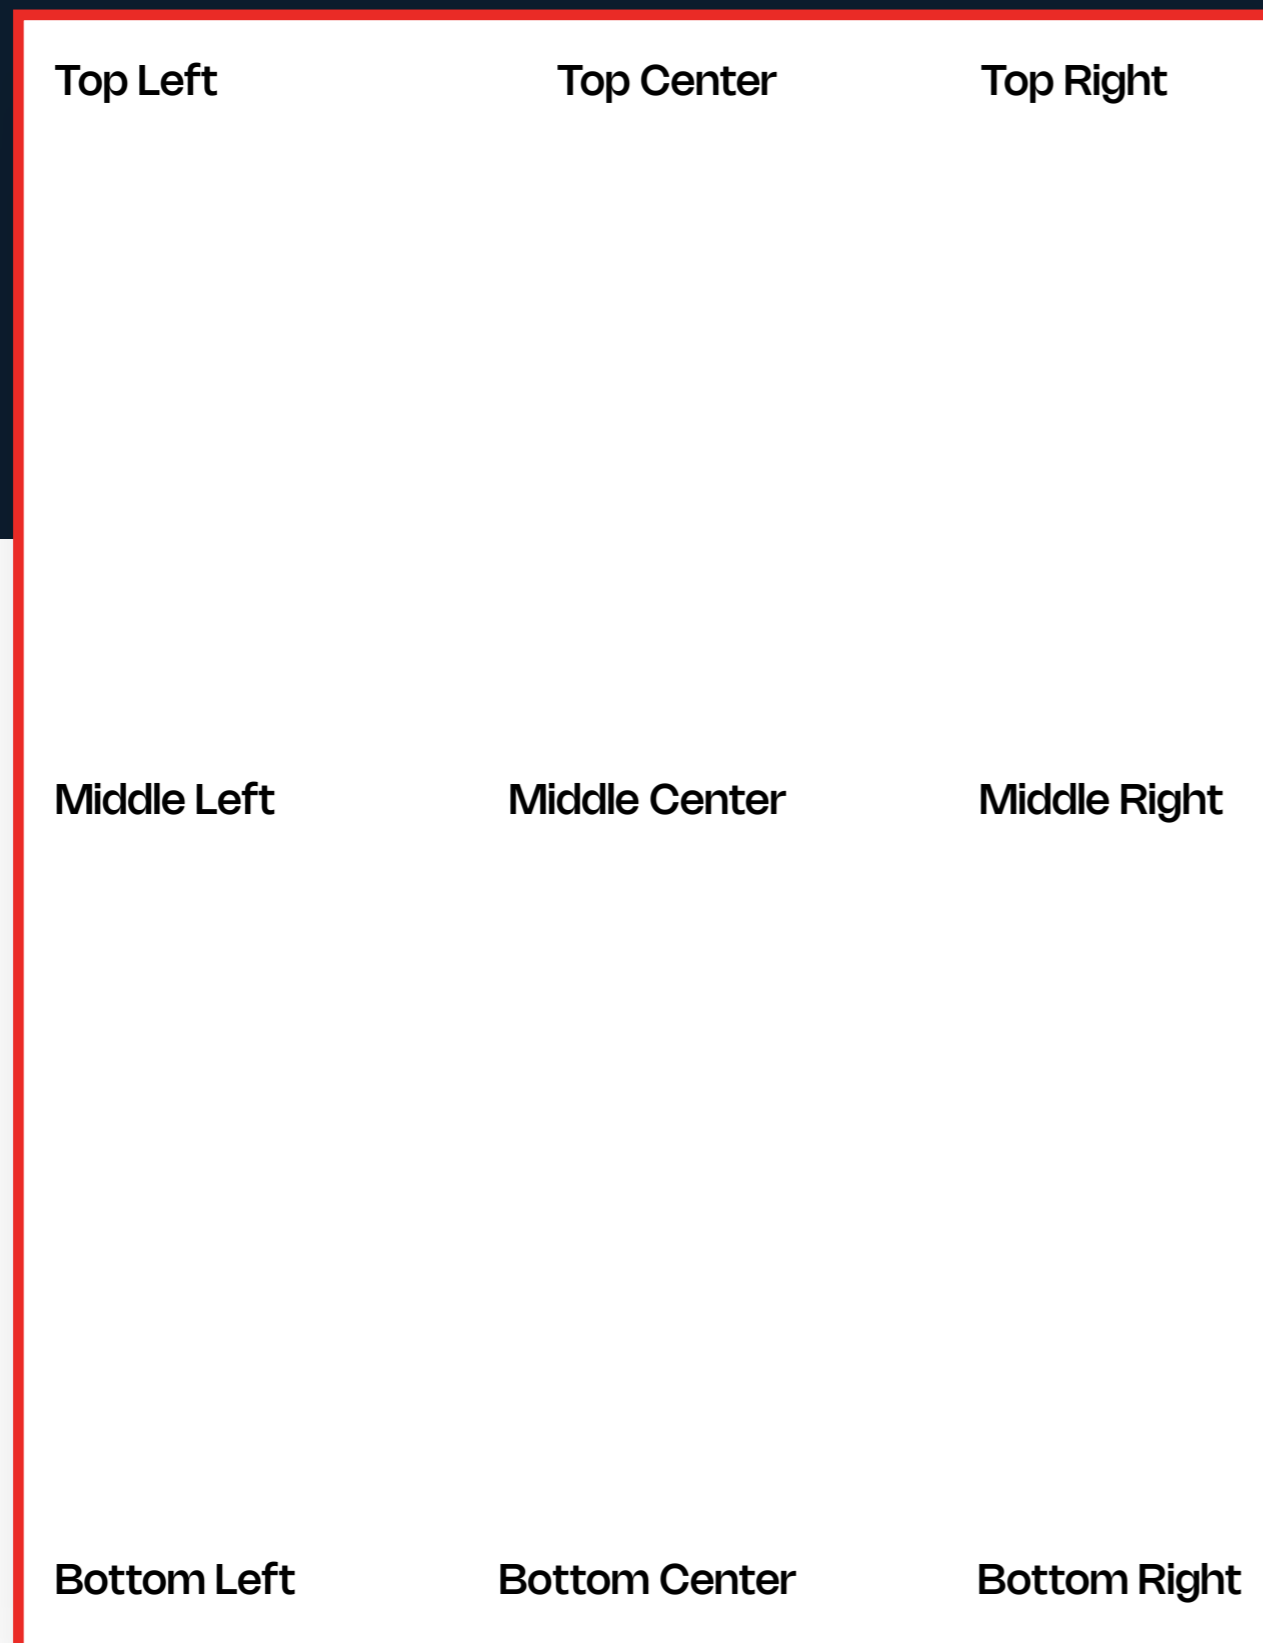 Top Left
Top Center
Top Right
Middle Left
Middle Center
Middle Right
Bottom Left
Bottom Center
Bottom Right